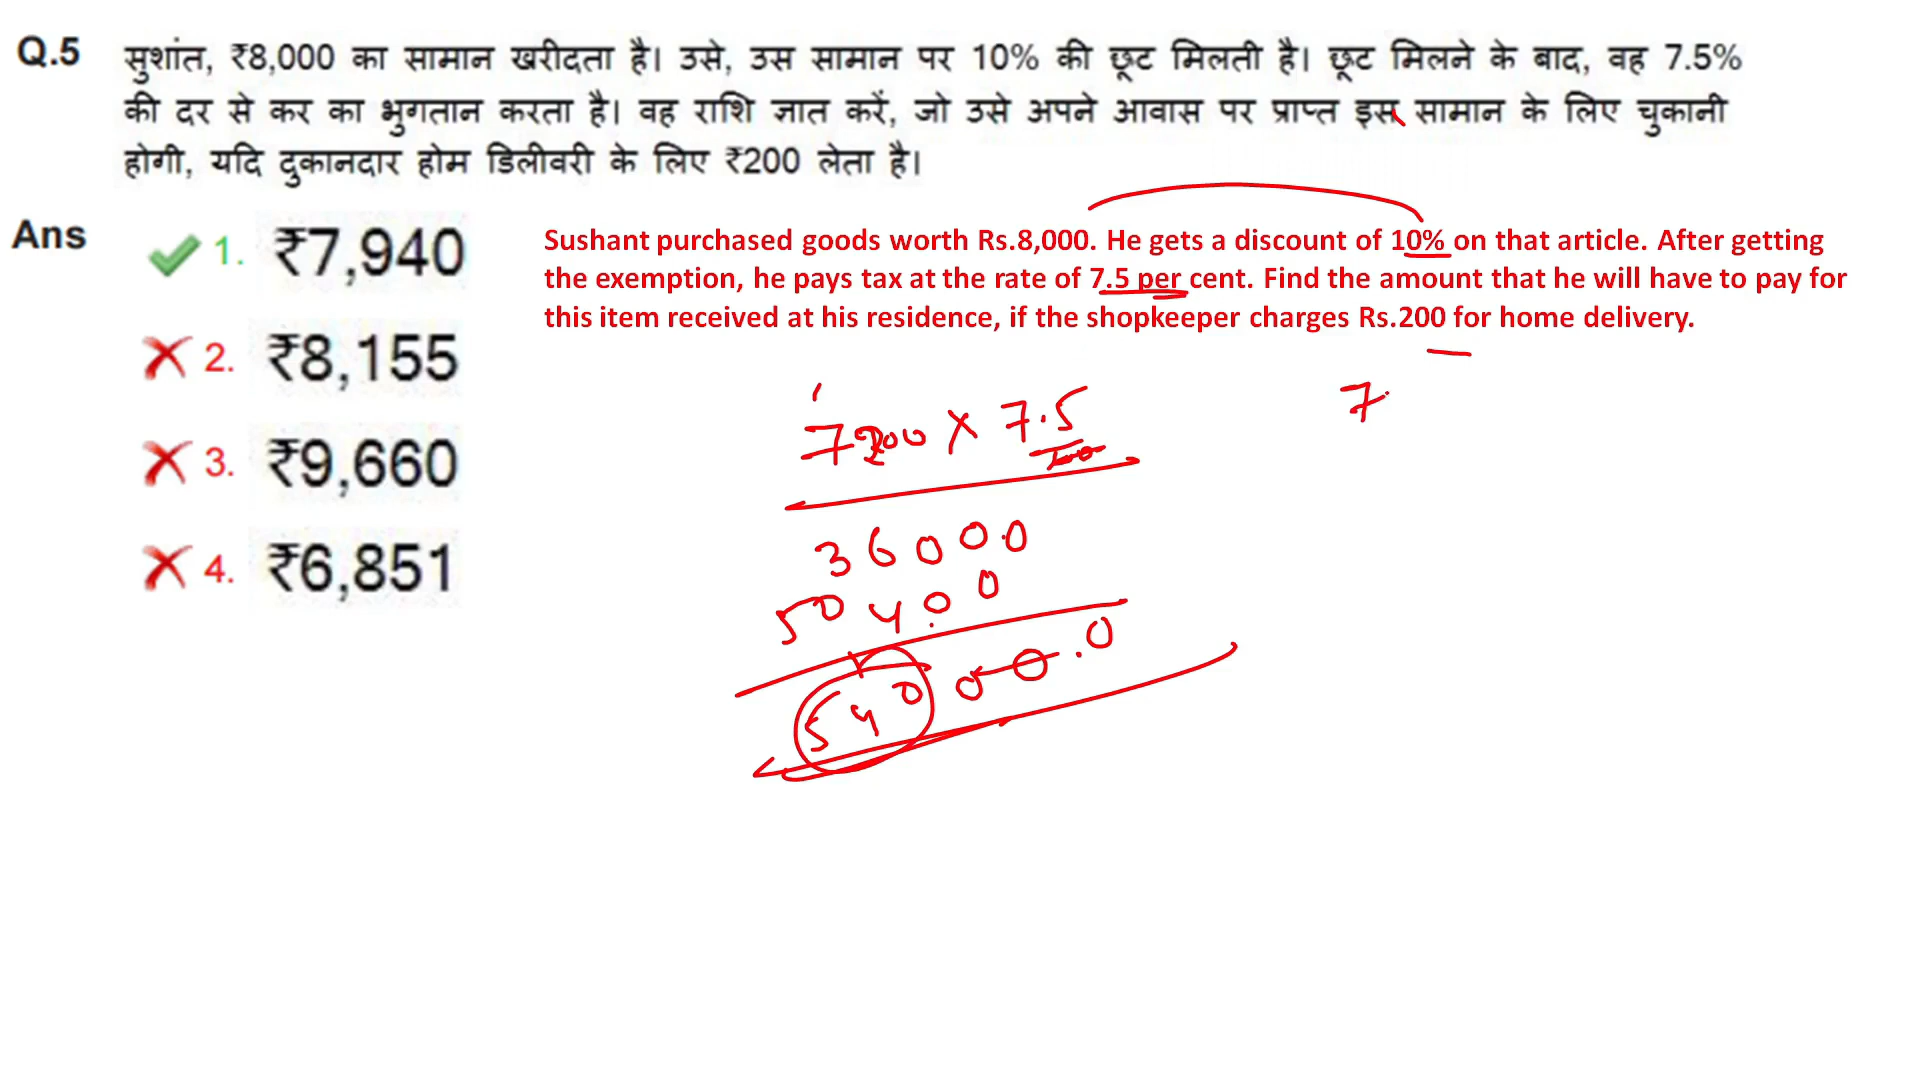 Q.5 सुशांत, ₹8,000 का सामान खरीदता है। उसे, उस सामान पर 10% की छूट मिलती है। छूट मिलने के बाद, वह 7.5%
की दर से कर का भुगतान करता है। वह राशि ज्ञात करें, जो उसे अपने आवास पर प्राप्त इस सामान के लिए चुकानी
होगी, यदि दुकानदार होम डिलीवरी के लिए ₹200 लेता है।
Ans 1. ₹7,940
2. ₹8,155
3. ₹9,660
4. ₹6,851
Sushant purchased goods worth Rs.8,000. He gets a discount of 10% on that article. After getting
the exemption, he pays tax at the rate of 7.5 per cent. Find the amount that he will have to pay for
this item received at his residence, if the shopkeeper charges Rs.200 for home delivery.
7200 x 7.5
100
36000
50400
54000.0
7.